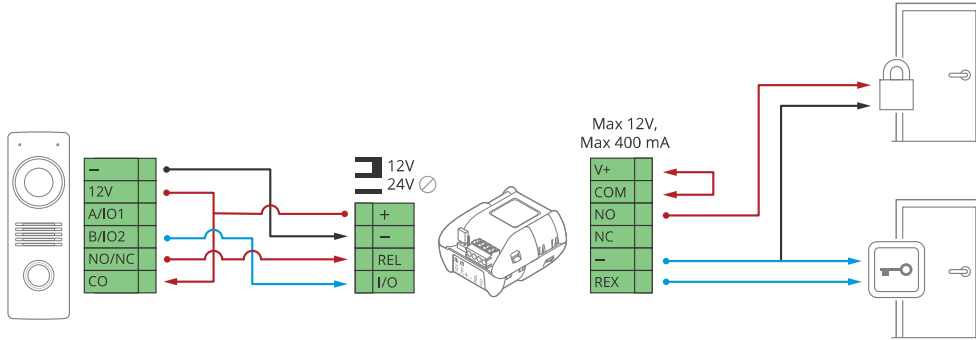 –
12V
A/IO1
B/IO2
NO/NC
CO
12V
24V
+
–
REL
I/O
Max 12V,
Max 400 mA
V+
COM
NO
NC
–
REX